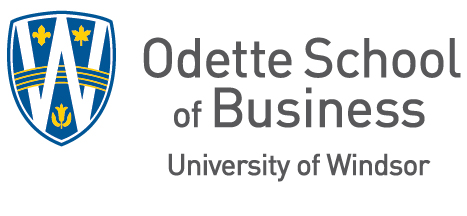 W
Odette School
of Business
University of Windsor